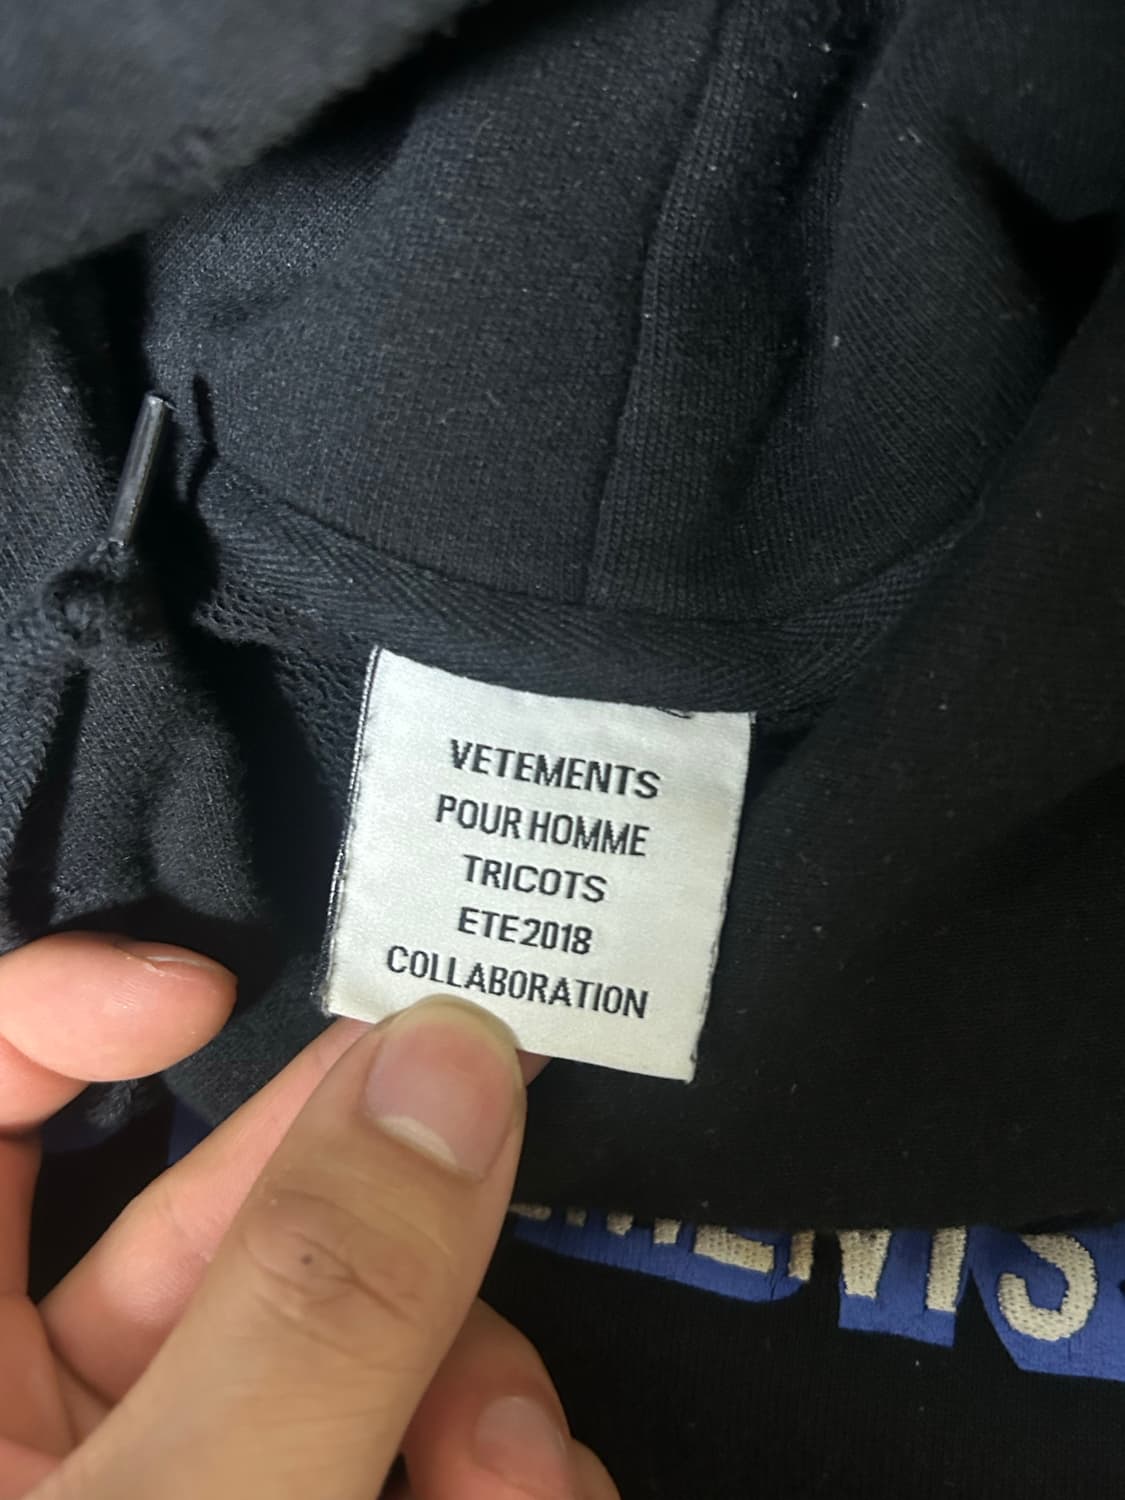 VETEMENTS
POUR HOMME
TRICOTS
ETE2018
COLLABORATION